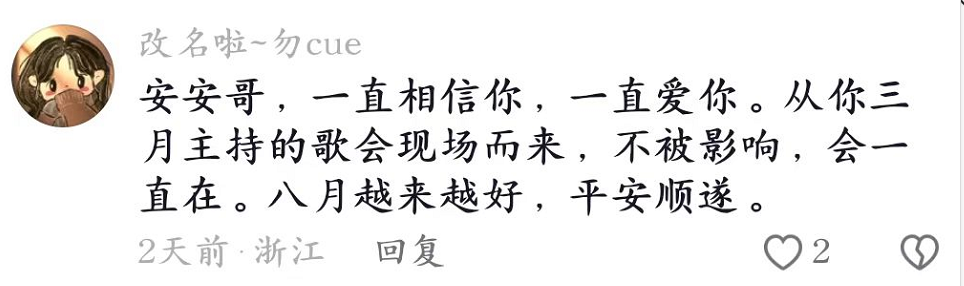 改名啦~勿cue
安安哥，一直相信你，一直爱你。从你三
月主持的歌会现场而来，不被影响，会一
直在。八月越来越好，平安顺遂。
2天前·浙江 回复 2